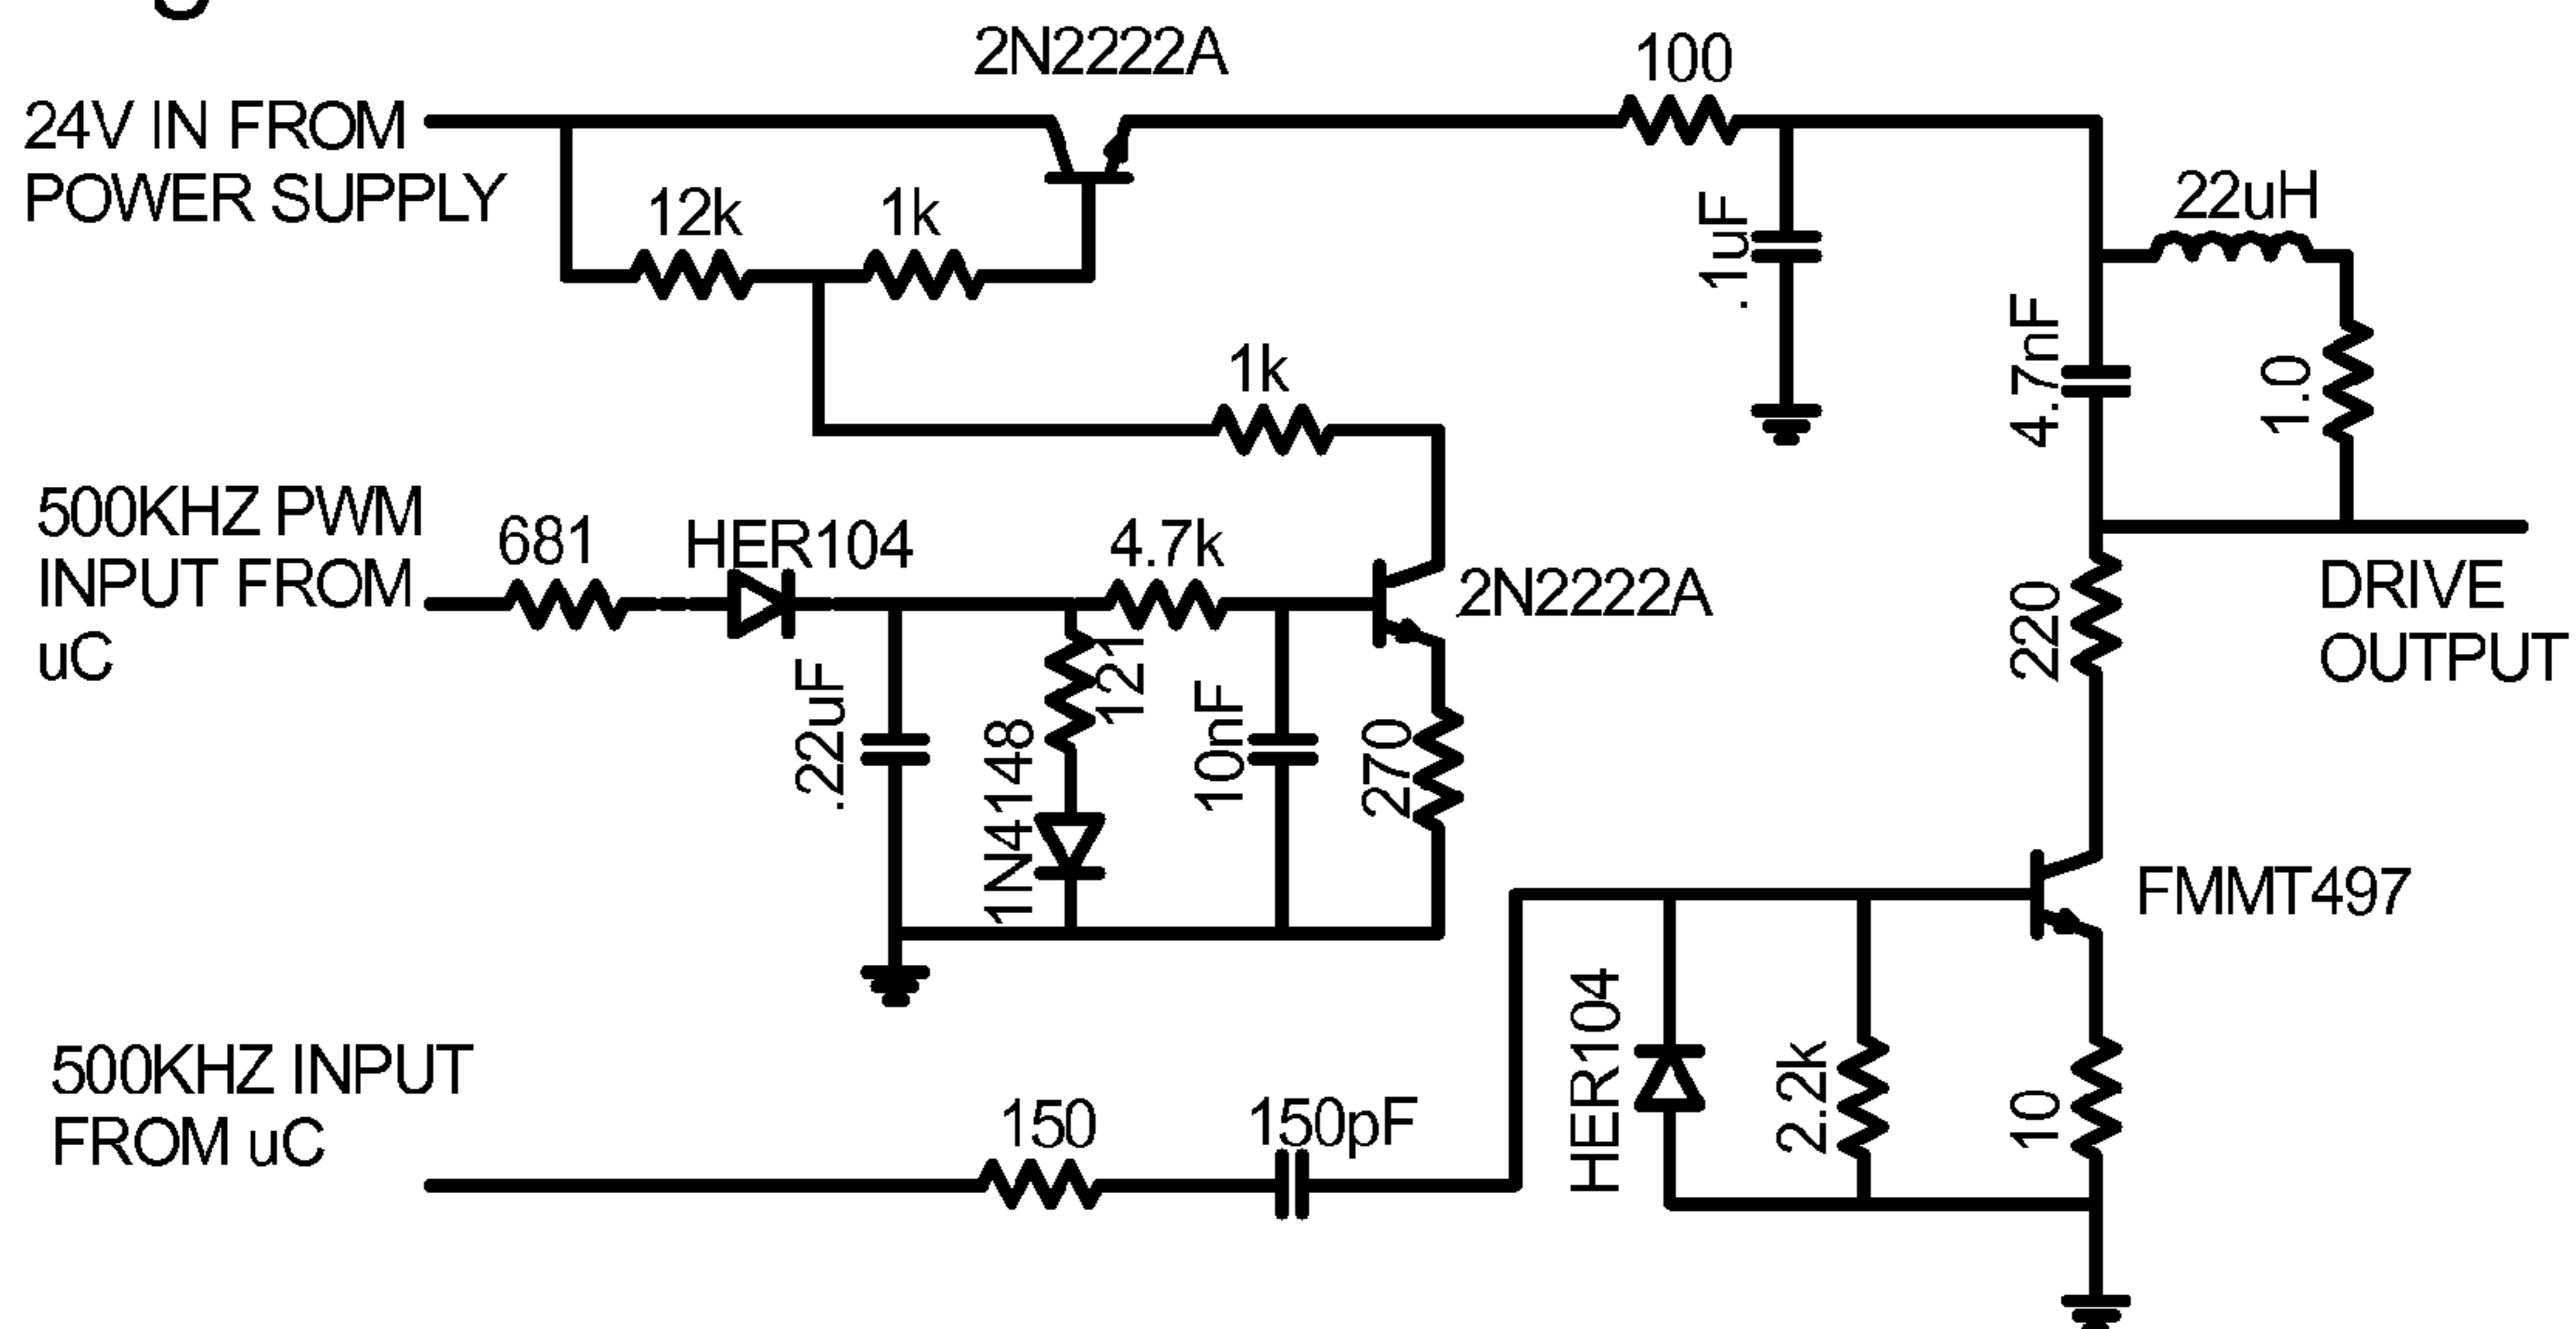 2N2222A
100
24V IN FROM
POWER SUPPLY
12k
1k
.1uF
22uH
4.7nF
1.0
1k
500KHZ PWM
INPUT FROM
uC
681
HER104
4.7k
2N2222A
.22uF
121
1N4148
10nF
270
220
DRIVE
OUTPUT
FMMT497
500KHZ INPUT
FROM uC
150
150pF
HER104
2.2k
10